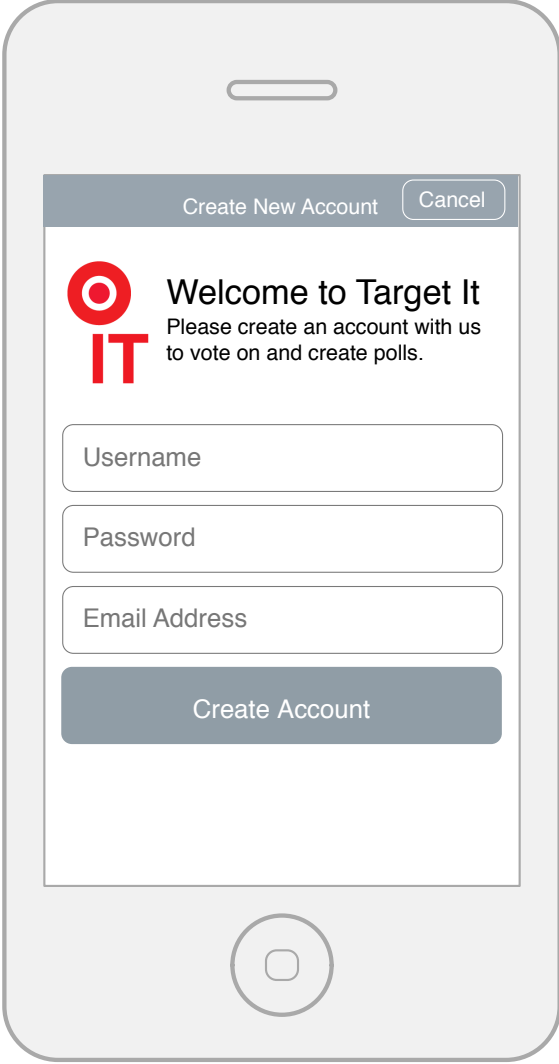 Create New Account
Cancel
Welcome to Target It
Please create an account with us
to vote on and create polls.
IT
Username
Password
Email Address
Create Account